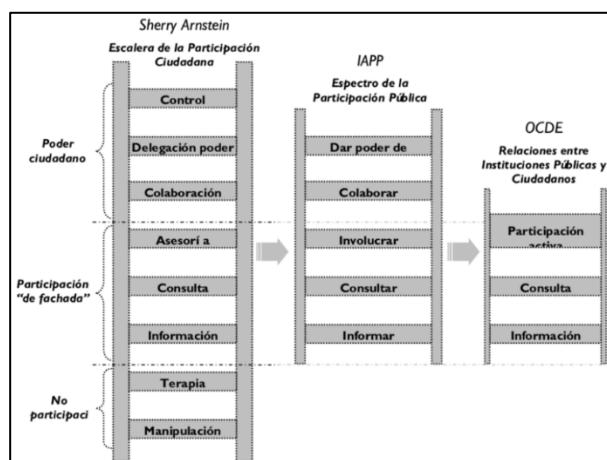 Sherry Arnstein
Escalera de la Participación
Ciudadana
Poder
ciudadano
Control
Delegación poder
Colaboración
Participación
“de fachada”
Asesorí a
Consulta
Información
No
participaci
Terapia
Manipulación
IAPP
Espectro de la
Participación Pública
Dar poder de
Colaborar
Involucrar
Consultar
Informar
OCDE
Relaciones entre
Instituciones Públicas y
Ciudadanos
Participación
activa
Consulta
Información